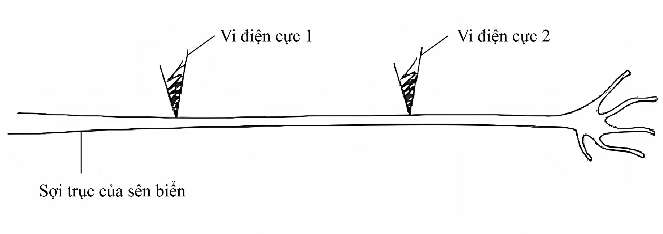 Vi điện cực 1
Vi điện cực 2
Sợi trục của sên biển